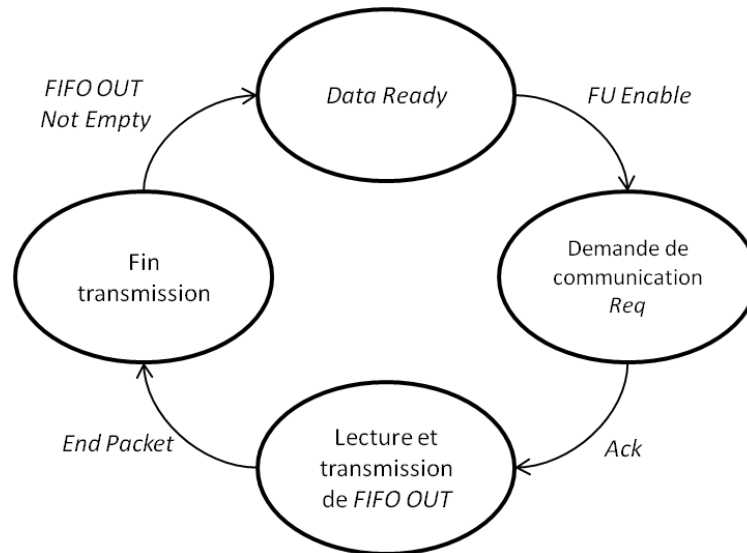 Data Ready
FIFO OUT
Not Empty
FU Enable
Fin
transmission
Demande de
communication
Req
End Packet
Lecture et
transmission
de FIFO OUT
Ack